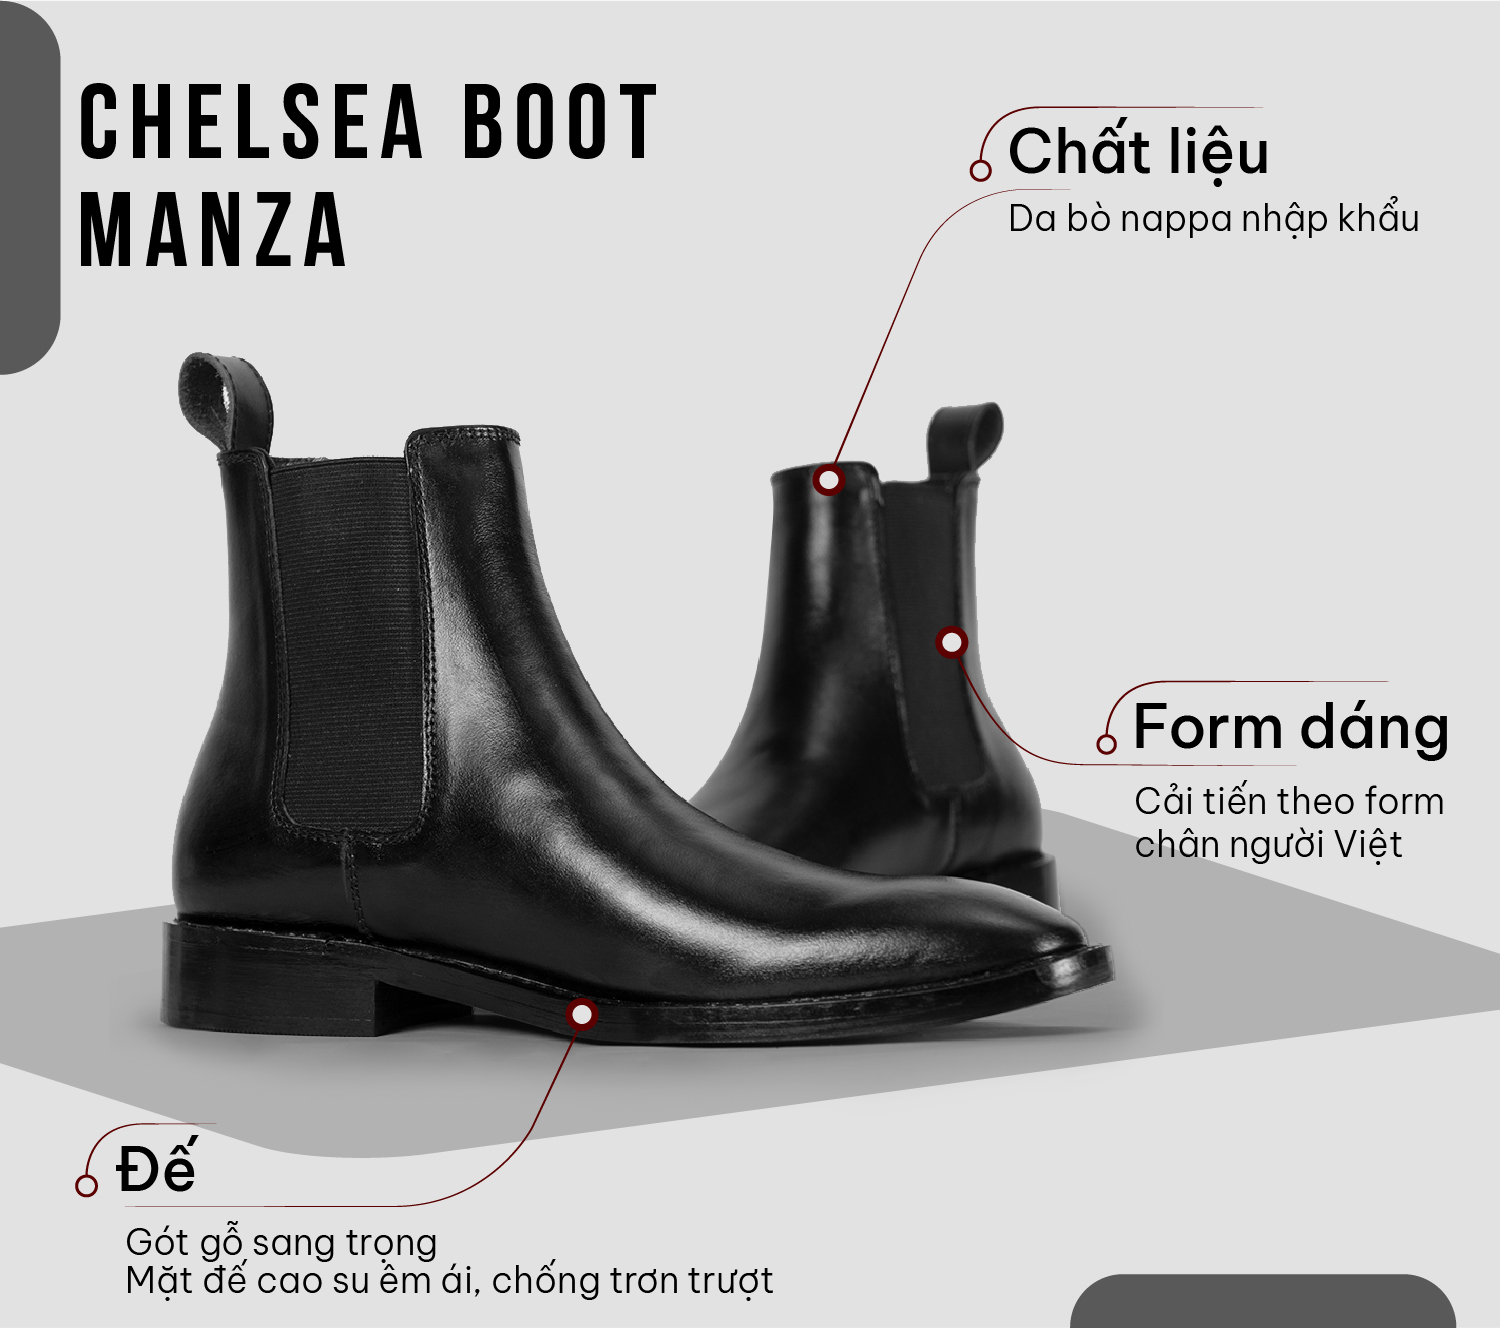 CHELSEA BOOT
MANZA
Chất liệu
Da bò nappa nhập khẩu
Form dáng
Cải tiến theo form
chân người Việt
Đế
Gót gỗ sang trọng
Mặt đế cao su êm ái, chống trơn trượt